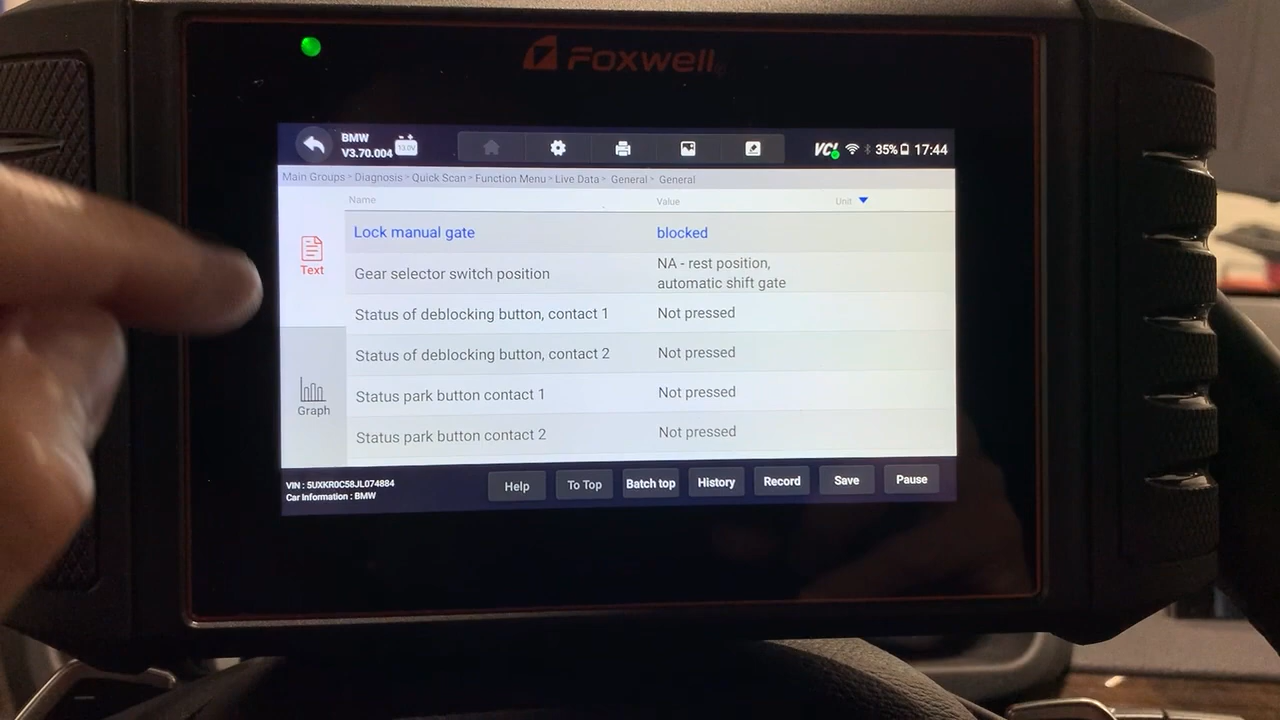 Foxwell
BMW
V3.70.004
13.0V
VCI
35%
17:44
Main Groups > Diagnosis > Quick Scan > Function Menu > Live Data > General > General
Name Value Unit
Text
Lock manual gate blocked
Gear selector switch position NA - rest position,
automatic shift gate
Status of deblocking button, contact 1 Not pressed
Status of deblocking button, contact 2 Not pressed
Graph
Status park button contact 1 Not pressed
Status park button contact 2 Not pressed
VIN : 5UXKR0C58JL074884
Car Information : BMW
Help To Top Batch top History Record Save Pause